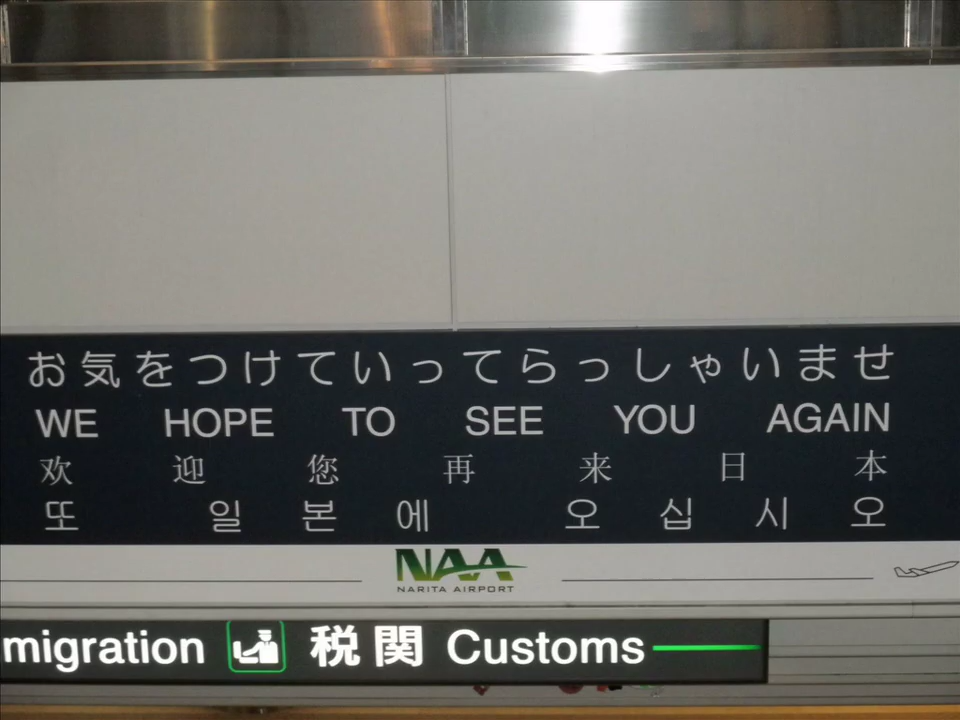 お気をつけていってらっしゃいませ
WE HOPE TO SEE YOU AGAIN
欢迎您再来日本
또 일본에 오십시오
NAA
NARITA AIRPORT
migration 税関 Customs